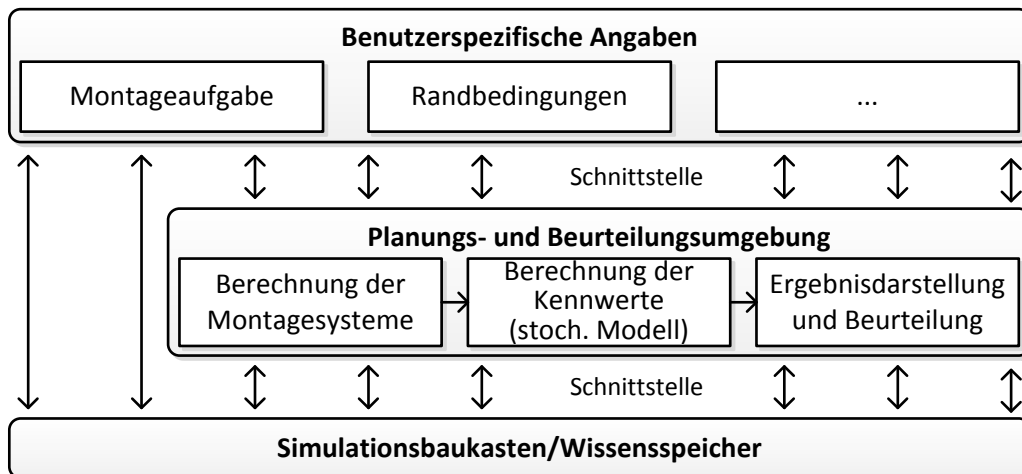 Benutzerspezifische Angaben
Montageaufgabe
Randbedingungen
...
Schnittstelle
Planungs- und Beurteilungsumgebung
Berechnung der
Montagesysteme
Berechnung der
Kennwerte
(stoch. Modell)
Ergebnisdarstellung
und Beurteilung
Schnittstelle
Simulationsbaukasten/Wissensspeicher